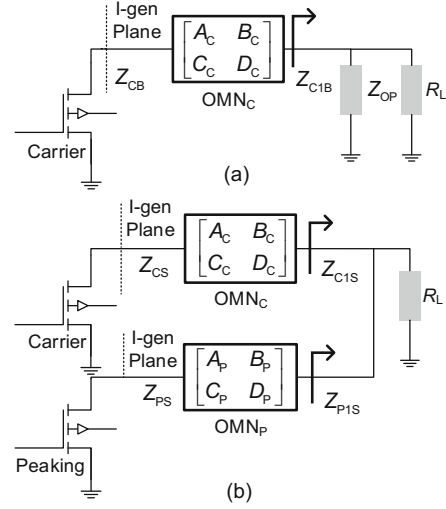 I-gen
Plane
Z_CB
A_C B_C
C_C D_C
OMN_C
Z_C1B
Z_OP
R_L
Carrier
(a)
I-gen
Plane
Z_CS
A_C B_C
C_C D_C
OMN_C
Z_C1S
R_L
Carrier
I-gen
Plane
Z_PS
A_P B_P
C_P D_P
OMN_P
Z_P1S
Peaking
(b)